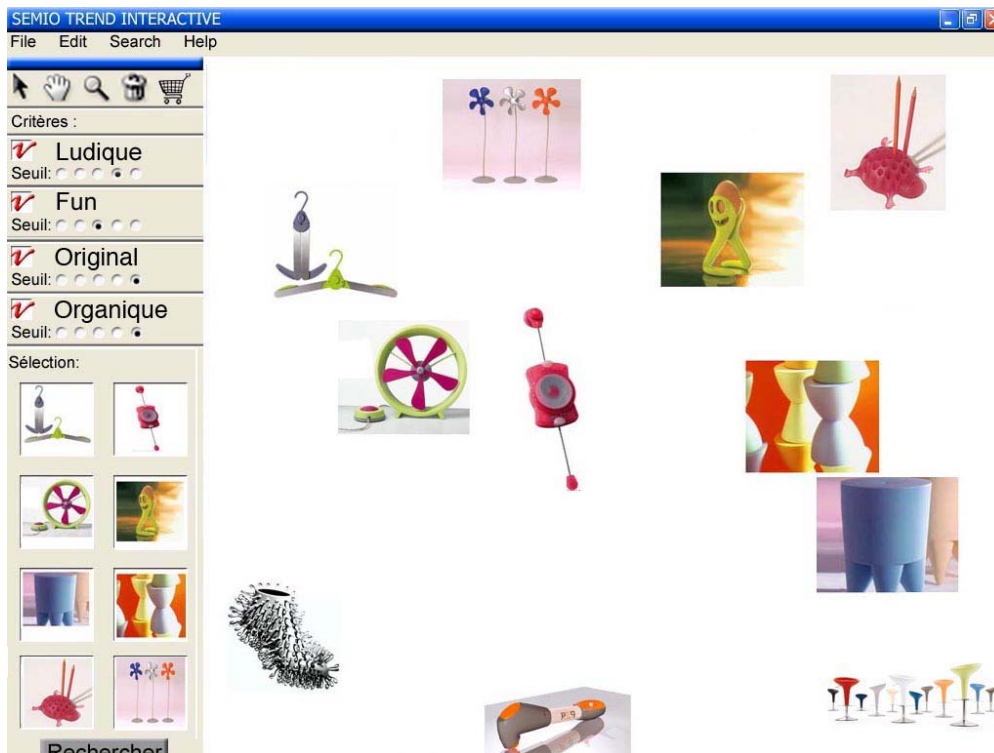 SEMIO TREND INTERACTIVE
File Edit Search Help
Critères :
Ludique
Seuil:
Fun
Seuil:
Original
Seuil:
Organique
Seuil:
Sélection:
Rechercher